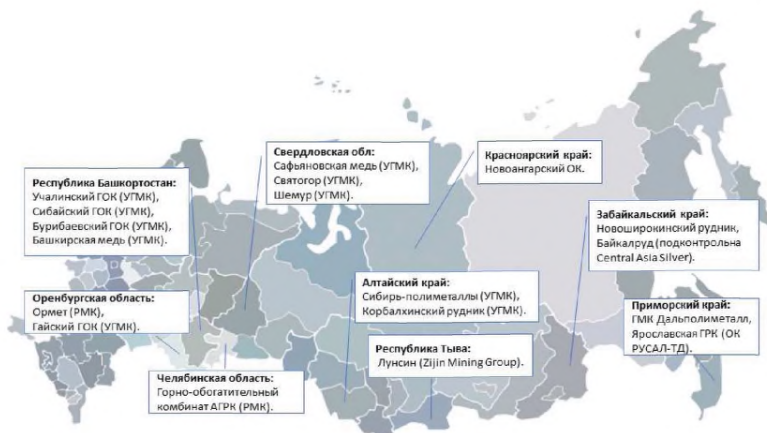 Свердловская обл:
Сафьяновская медь (УГМК),
Святогор (УГМК),
Шемур (УГМК).
Красноярский край:
Новоангарский ОК.
Республика Башкортостан:
Учалинский ГОК (УГМК),
Сибайский ГОК (УГМК),
Бурибаевский ГОК (УГМК),
Башкирская медь (УГМК).
Забайкальский край:
Новоширокинский рудник,
Байкалруд (подконтрольна
Central Asia Silver).
Оренбургская область:
Ормет (РМК),
Гайский ГОК (УГМК).
Алтайский край:
Сибирь-полиметаллы (УГМК),
Корбалхинский рудник (УГМК).
Приморский край:
ГМК Дальполиметалл,
Ярославская ГРК (ОК
РУСАЛ-ТД).
Республика Тыва:
Лунсин (Zijin Mining Group).
Челябинская область:
Горно-обогатительный
комбинат АГРК (РМК).